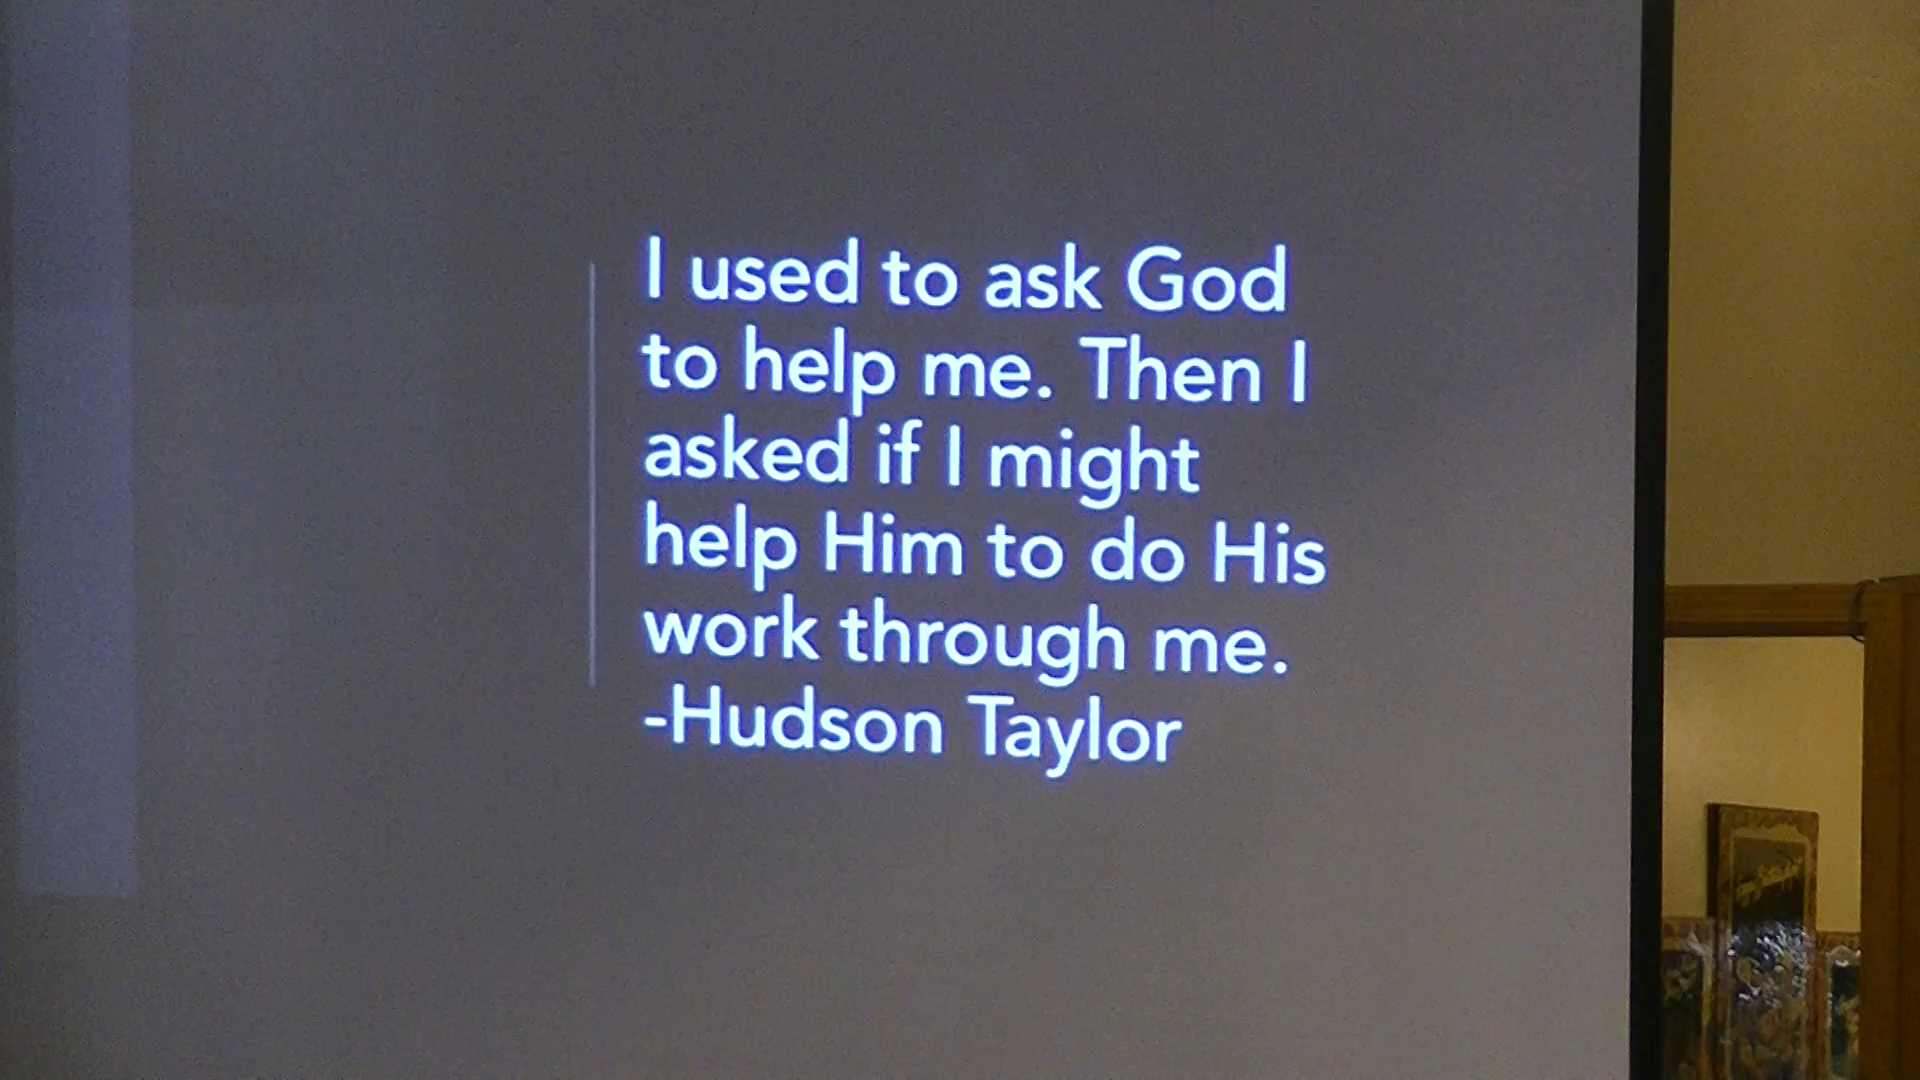 I used to ask God
to help me. Then I
asked if I might
help Him to do His
work through me.
-Hudson Taylor